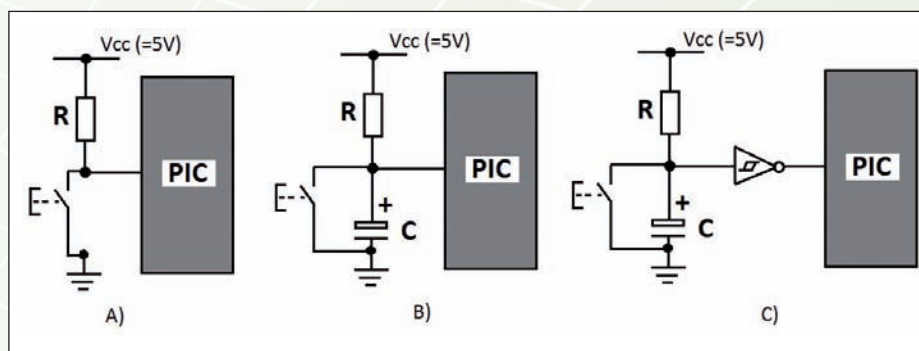 Vcc (=5V)
R
PIC
A)
Vcc (=5V)
R
+
C
PIC
B)
Vcc (=5V)
R
+
C
PIC
C)